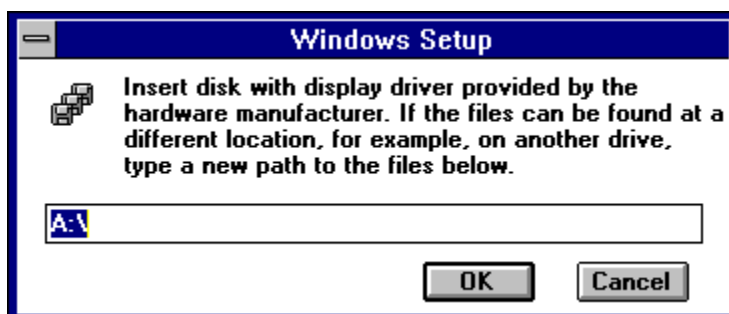 Windows Setup
Insert disk with display driver provided by the
hardware manufacturer. If the files can be found at a
different location, for example, on another drive,
type a new path to the files below.
A:\
OK Cancel